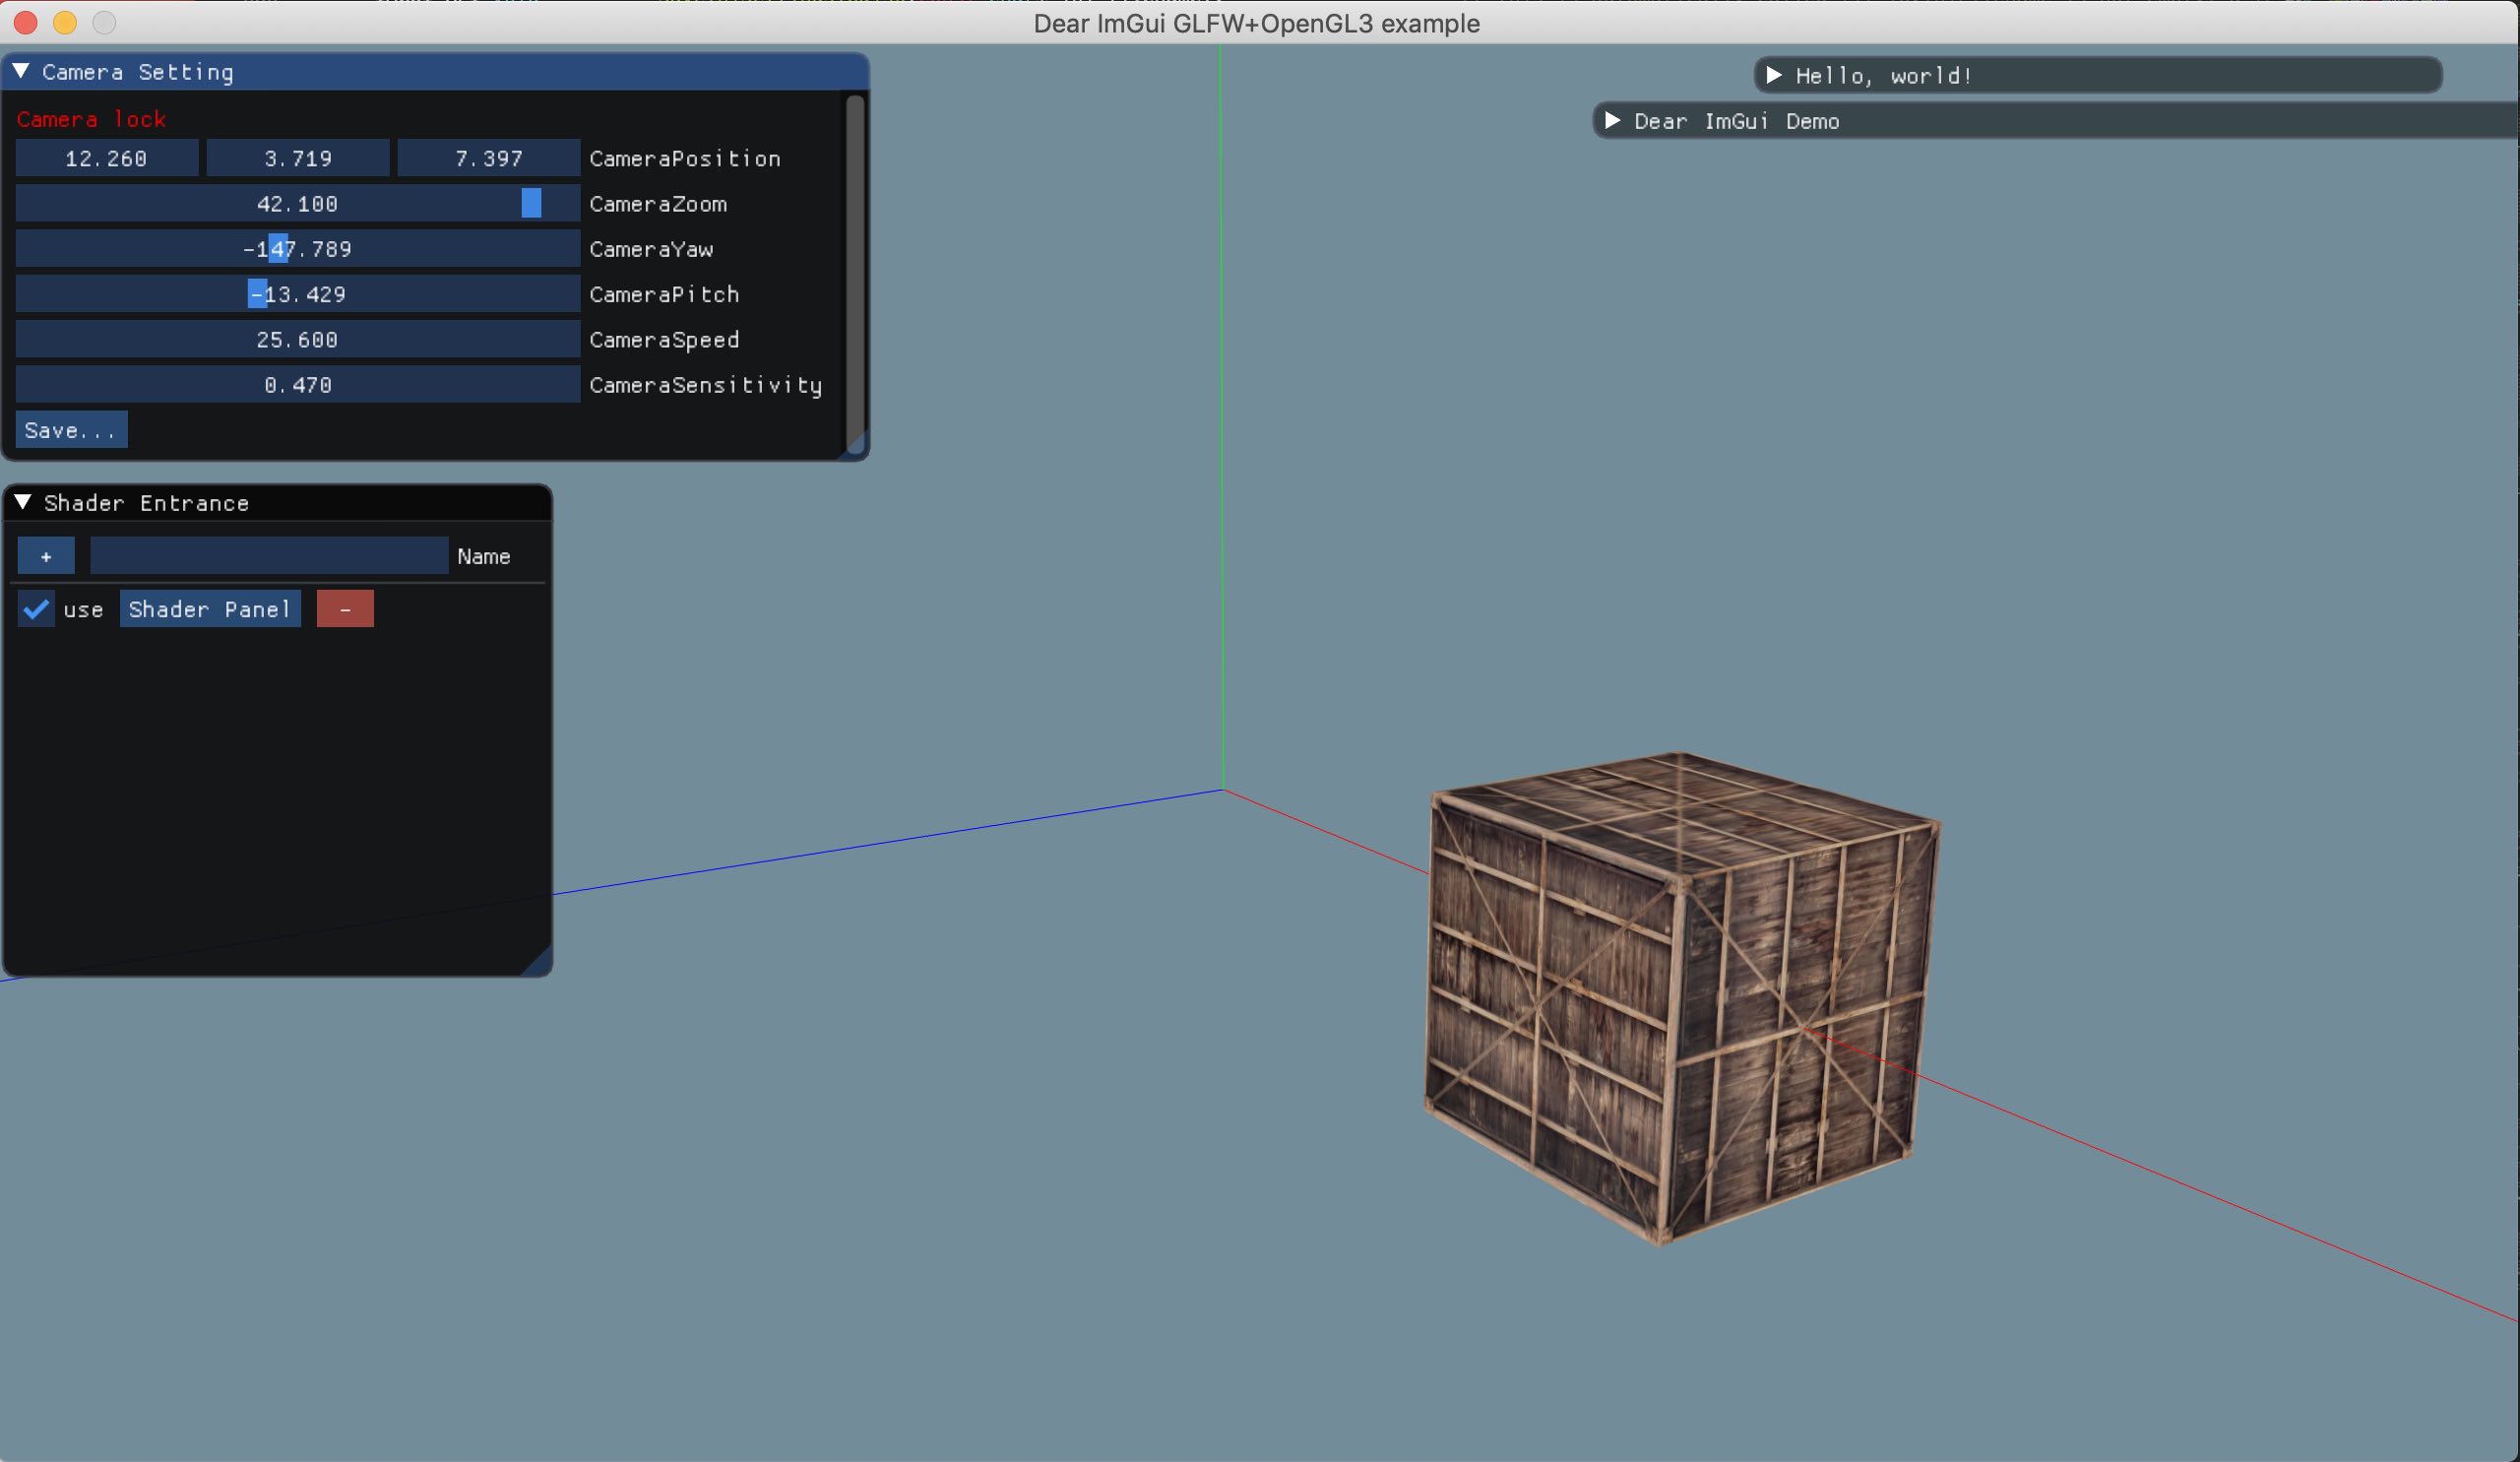 Dear ImGui GLFW+OpenGL3 example
Camera Setting
Camera lock
12.260 3.719 7.397 CameraPosition
42.100 CameraZoom
-147.789 CameraYaw
-13.429 CameraPitch
25.600 CameraSpeed
0.470 CameraSensitivity
Save...
Shader Entrance
+ Name
use Shader Panel -
Hello, world!
Dear ImGui Demo